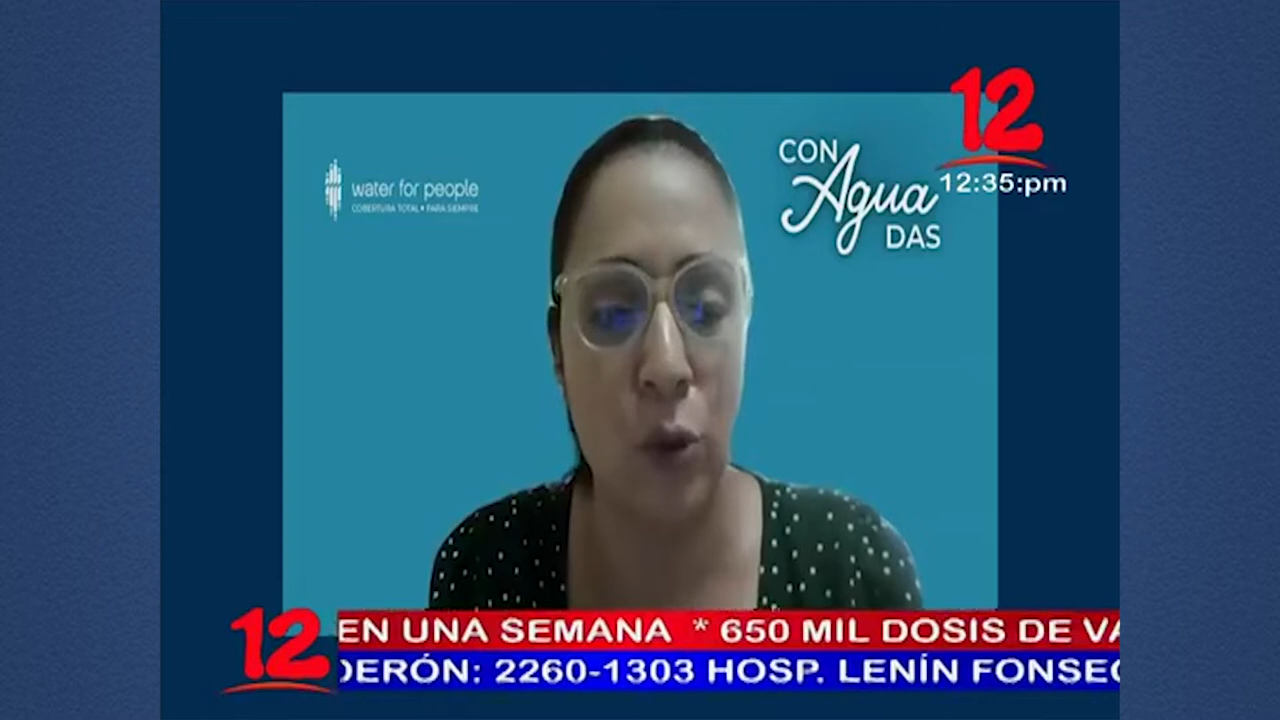 12
12:35:pm
CON
Agua
DAS
water for people
COBERTURA TOTAL • PARA SIEMPRE
12
EN UNA SEMANA * 650 MIL DOSIS DE VA
DERÓN: 2260-1303 HOSP. LENÍN FONSEC